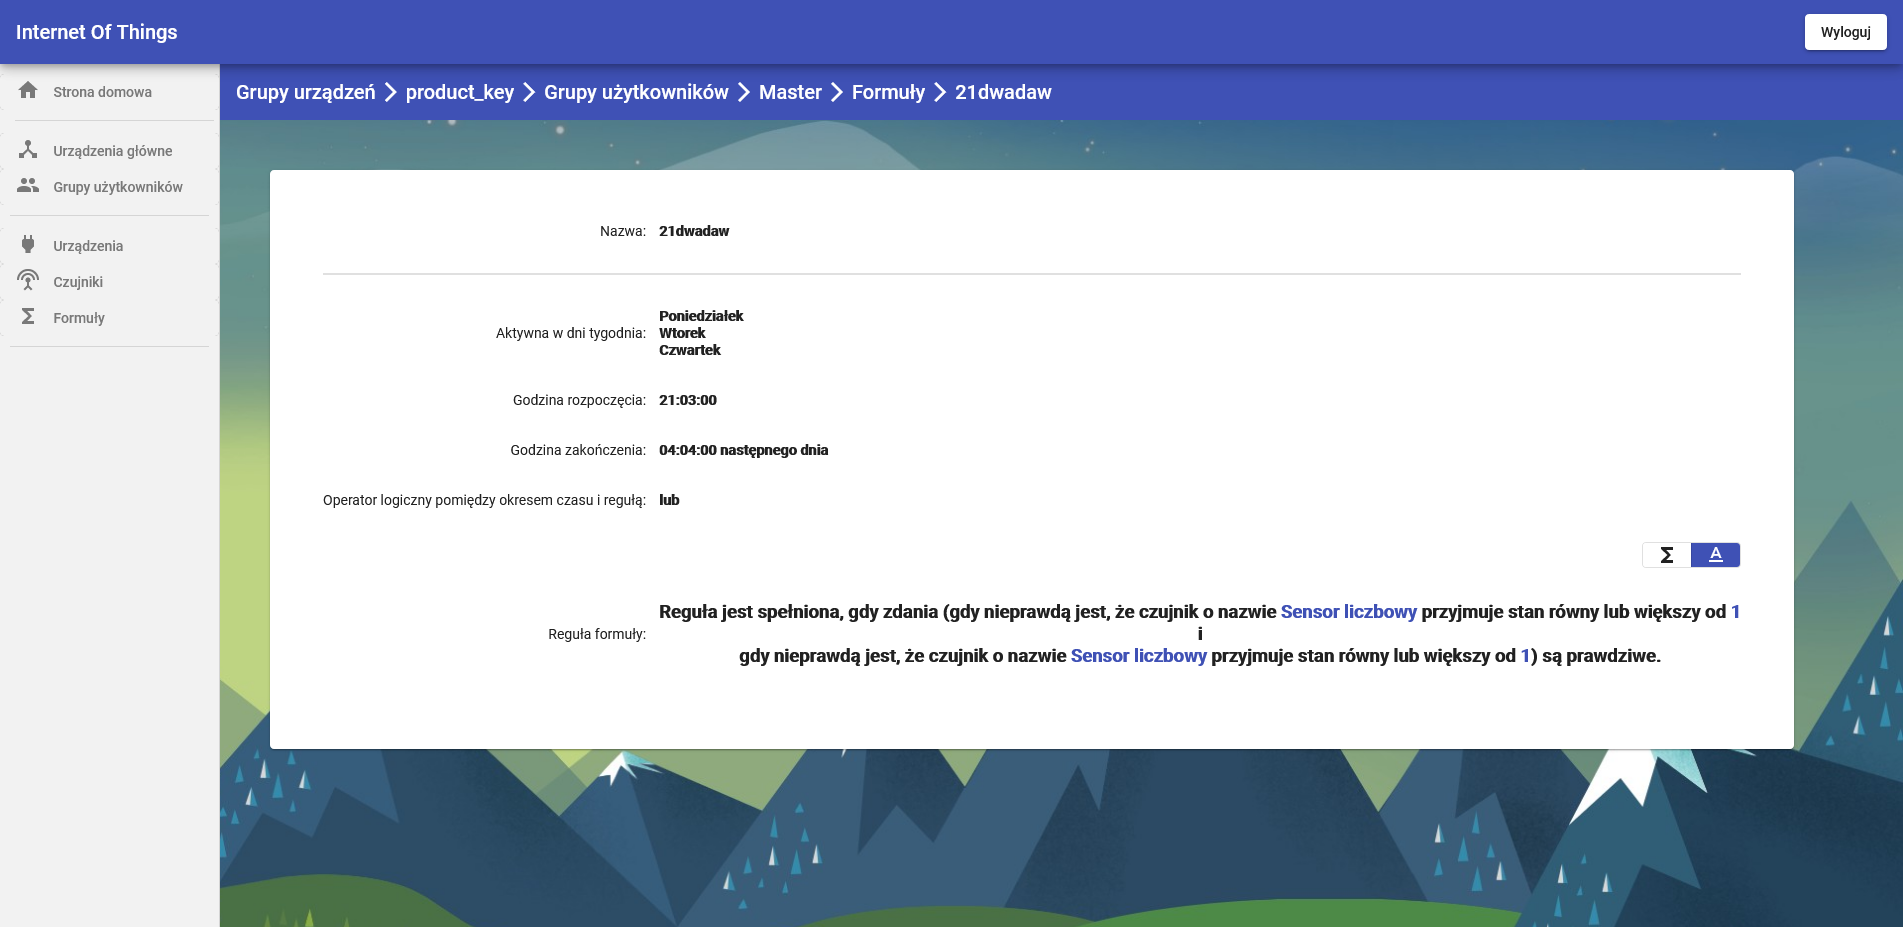 Internet Of Things
Wyloguj
Grupy urządzeń product_key Grupy użytkowników Master Formuły 21dwadaw
Strona domowa
Urządzenia główne
Grupy użytkowników
Urządzenia
Czujniki
Formuły
Nazwa: 21dwadaw
Aktywna w dni tygodnia: Poniedziałek
Wtorek
Czwartek
Godzina rozpoczęcia: 21:03:00
Godzina zakończenia: 04:04:00 następnego dnia
Operator logiczny pomiędzy okresem czasu i regułą: lub
Σ A
Reguła formuły:
Reguła jest spełniona, gdy zdania (gdy nieprawdą jest, że czujnik o nazwie Sensor liczbowy przyjmuje stan równy lub większy od 1
i
gdy nieprawdą jest, że czujnik o nazwie Sensor liczbowy przyjmuje stan równy lub większy od 1) są prawdziwe.